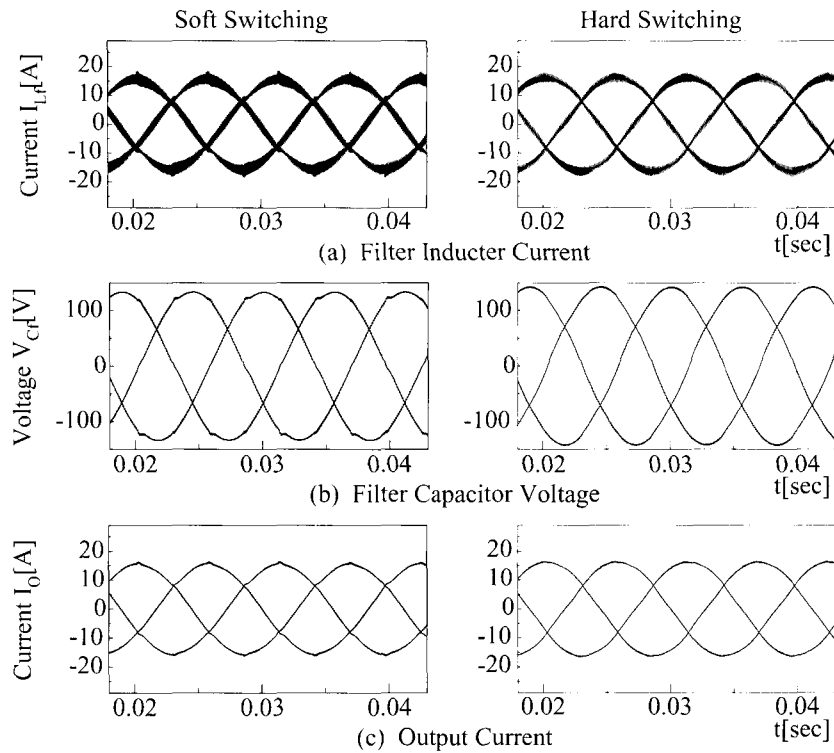 Soft Switching Hard Switching
Current I_Lf[A]
20
10
0
-10
-20
0.02 0.03 0.04
20
10
0
-10
-20
0.02 0.03 0.04
t[sec]
(a) Filter Inducter Current
Voltage V_Cf[V]
100
0
-100
0.02 0.03 0.04
100
0
-100
0.02 0.03 0.04
t[sec]
(b) Filter Capacitor Voltage
Current I_O[A]
20
10
0
-10
-20
0.02 0.03 0.04
20
10
0
-10
-20
0.02 0.03 0.04
t[sec]
(c) Output Current